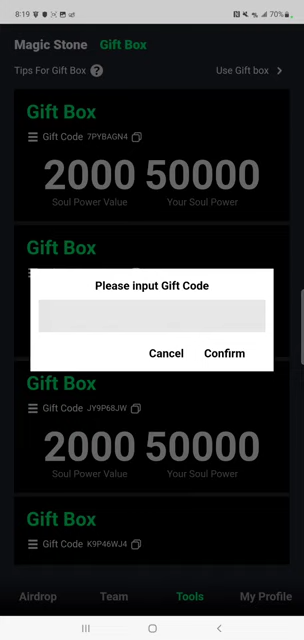 8:19 70%
Magic Stone Gift Box
Tips For Gift Box ? Use Gift box
Gift Box
Gift Code 7PYBAGN4
2000 50000
Soul Power Value Your Soul Power
Gift Box
Please input Gift Code
Cancel Confirm
Gift Box
Gift Code JY9P68JW
2000 50000
Soul Power Value Your Soul Power
Gift Box
Gift Code K9P46WJ4
Airdrop Team Tools My Profile